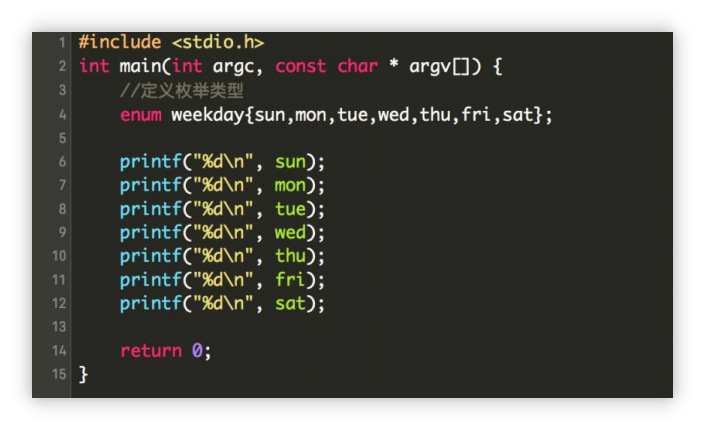 1 #include <stdio.h>
2 int main(int argc, const char * argv[]) {
3     //定义枚举类型
4     enum weekday{sun,mon,tue,wed,thu,fri,sat};
5
6     printf("%d\n", sun);
7     printf("%d\n", mon);
8     printf("%d\n", tue);
9     printf("%d\n", wed);
10     printf("%d\n", thu);
11     printf("%d\n", fri);
12     printf("%d\n", sat);
13
14     return 0;
15 }